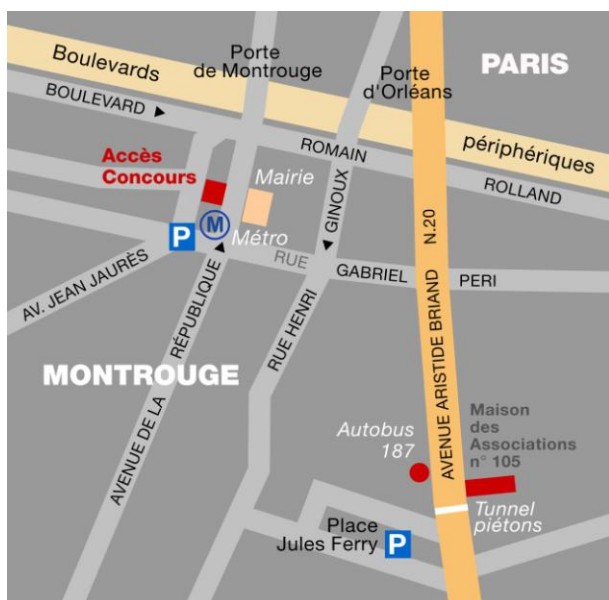 Boulevards
Porte
de Montrouge
Porte
d'Orléans
PARIS
BOULEVARD
ROMAIN
ROLLAND
périphériques
Accès
Concours
Mairie
GINOUX
N.20
P
M
Métro
RUE
GABRIEL
PERI
AV. JEAN JAURÈS
RÉPUBLIQUE
RUE HENRI
MONTROUGE
AVENUE DE LA
AVENUE ARISTIDE BRIAND
Autobus
187
Maison
des
Associations
n° 105
Tunnel
piétons
Place
Jules Ferry
P